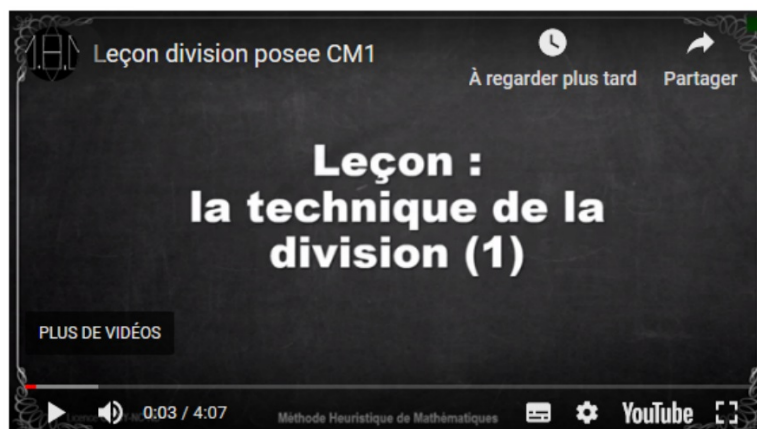 Leçon division posee CM1
À regarder plus tard
Partager
Leçon :
la technique de la
division (1)
PLUS DE VIDÉOS
0:03 / 4:07
Méthode Heuristique de Mathématiques
YouTube